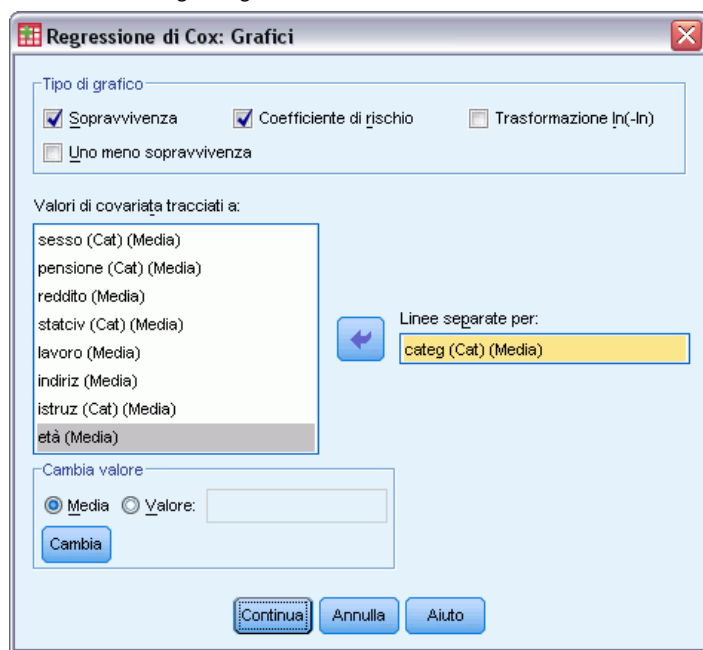 Regressione di Cox: Grafici
Tipo di grafico
Sopravvivenza Coefficiente di rischio Trasformazione ln(-ln)
Uno meno sopravvivenza
Valori di covariata tracciati a:
sesso (Cat) (Media)
pensione (Cat) (Media)
reddito (Media)
statciv (Cat) (Media)
lavoro (Media)
indiriz (Media)
istruz (Cat) (Media)
età (Media)
Linee separate per:
categ (Cat) (Media)
Cambia valore
Media Valore:
Cambia
Continua Annulla Aiuto